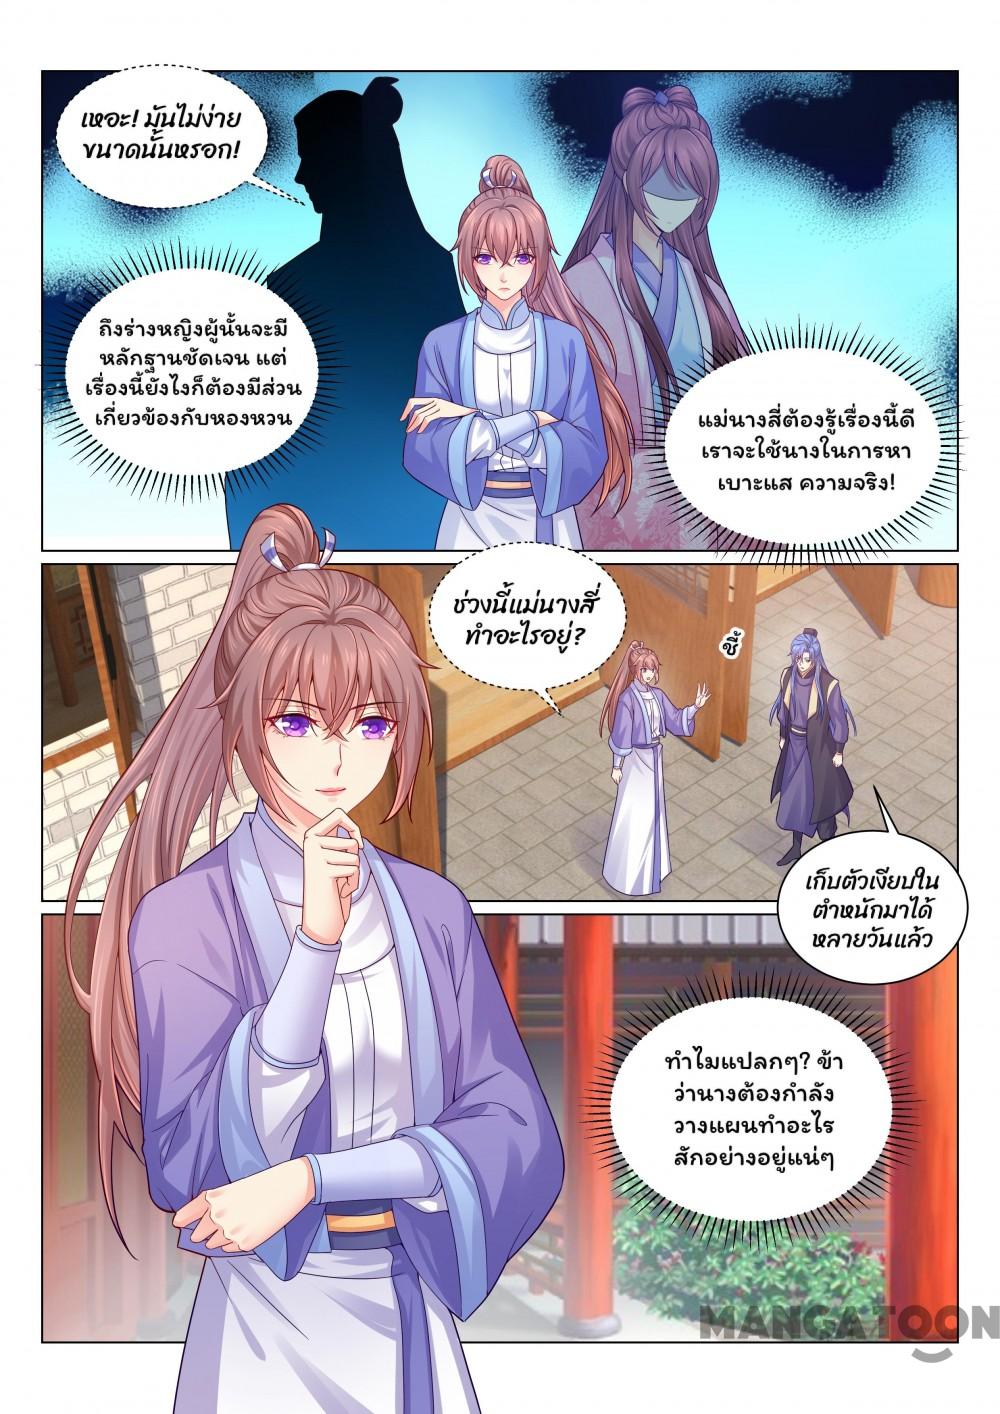 เหอะ! มันไม่ง่าย
ขนาดนั้นหรอก!
ถึงร่างหญิงผู้นั้นจะมี
หลักฐานชัดเจน แต่
เรื่องนี้ยังไงก็ต้องมีส่วน
เกี่ยวข้องกับหองหวน
แม่นางสี่ต้องรู้เรื่องนี้ดี
เราจะใช้นางในการหา
เบาะแส ความจริง!
ช่วงนี้แม่นางสี่
ทำอะไรอยู่?
ชี้
เก็บตัวเงียบใน
ตำหนักมาได้
หลายวันแล้ว
ทำไมแปลกๆ? ข้า
ว่านางต้องกำลัง
วางแผนทำอะไร
สักอย่างอยู่แน่ๆ
MANGATOON